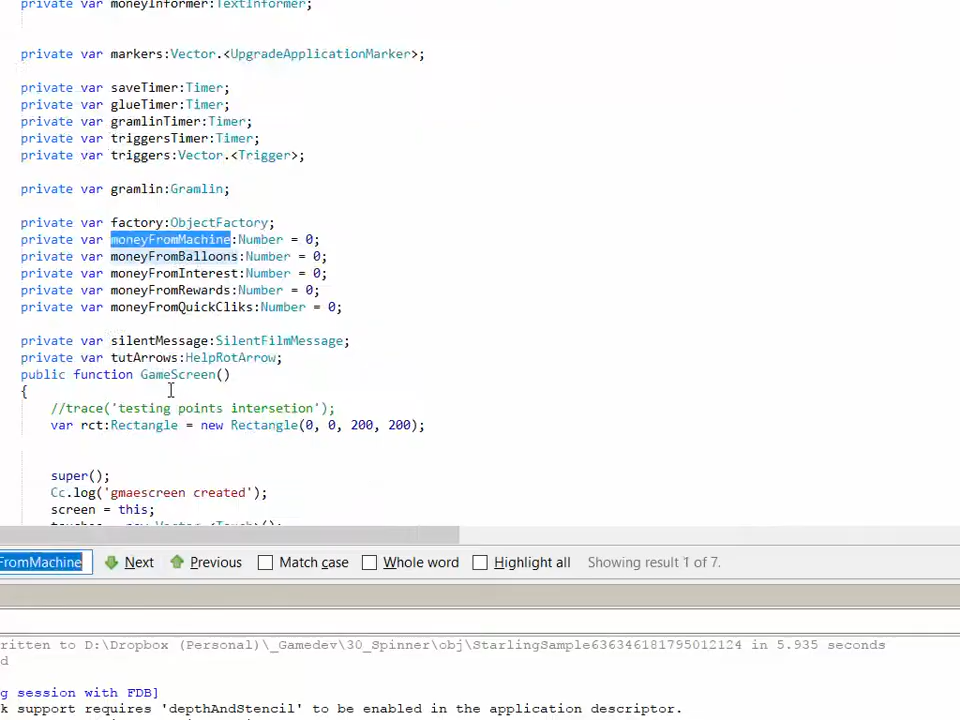 private var moneyInformer:TextInformer;
private var markers:Vector.<UpgradeApplicationMarker>;
private var saveTimer:Timer;
private var glueTimer:Timer;
private var gramlinTimer:Timer;
private var triggersTimer:Timer;
private var triggers:Vector.<Trigger>;
private var gramlin:Gramlin;
private var factory:ObjectFactory;
private var moneyFromMachine:Number = 0;
private var moneyFromBalloons:Number = 0;
private var moneyFromInterest:Number = 0;
private var moneyFromRewards:Number = 0;
private var moneyFromQuickCliks:Number = 0;
private var silentMessage:SilentFilmMessage;
private var tutArrows:HelpRotArrow;
public function GameScreen()
{
//trace('testing points intersetion');
var rct:Rectangle = new Rectangle(0, 0, 200, 200);
super();
Cc.log('gmaescreen created');
screen = this;
touches = new Vector.<Touch>();
FromMachine Next Previous Match case Whole word Highlight all Showing result 1 of 7.
ritten to D:\Dropbox (Personal)\_Gamedev\30_Spinner\obj\StarlingSample636346181795012124 in 5.935 seconds
d
g session with FDB]
k support requires 'depthAndStencil' to be enabled in the application descriptor.